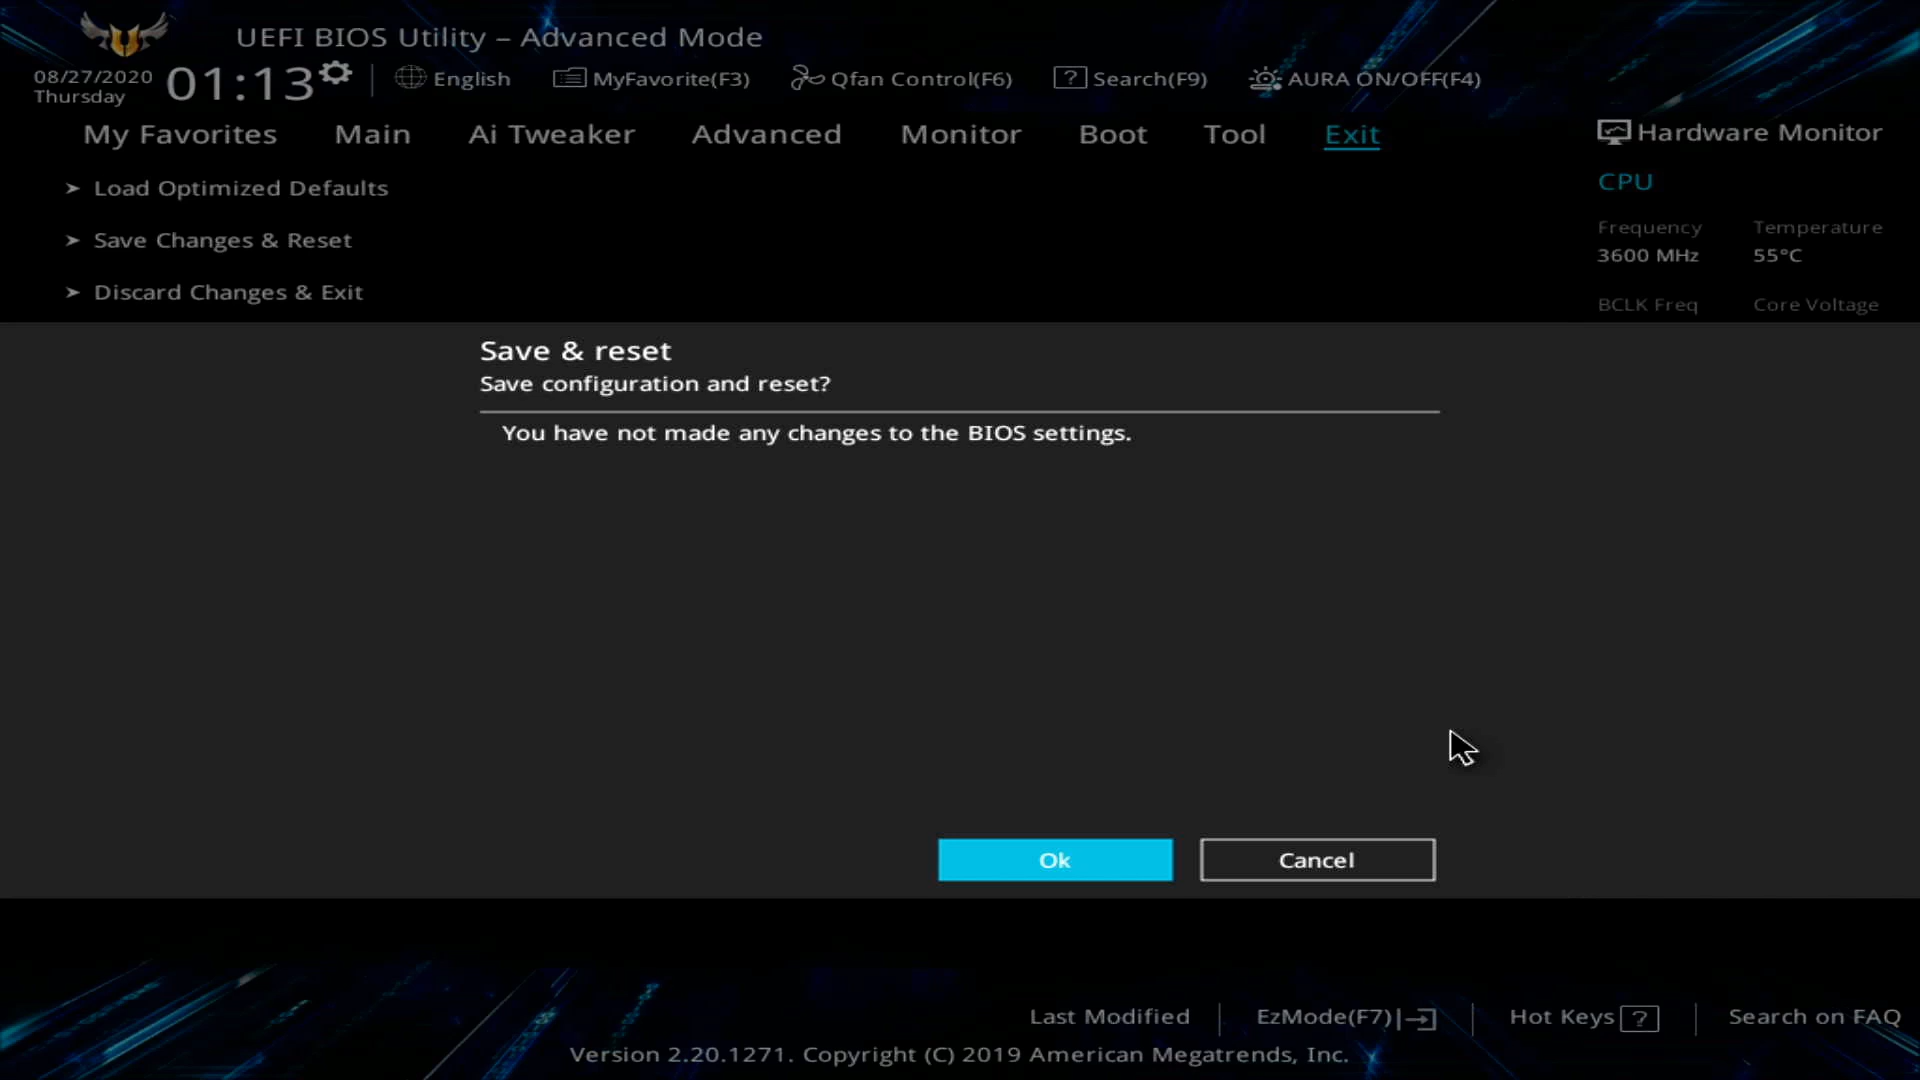 UEFI BIOS Utility – Advanced Mode
08/27/2020
Thursday
01:13
English
MyFavorite(F3)
Qfan Control(F6)
? Search(F9)
AURA ON/OFF(F4)
My Favorites
Main
Ai Tweaker
Advanced
Monitor
Boot
Tool
Exit
Hardware Monitor
Load Optimized Defaults
Save Changes & Reset
Discard Changes & Exit
CPU
Frequency
Temperature
3600 MHz
55°C
BCLK Freq
Core Voltage
Save & reset
Save configuration and reset?
You have not made any changes to the BIOS settings.
Ok
Cancel
Last Modified
EzMode(F7)
Hot Keys ?
Search on FAQ
Version 2.20.1271. Copyright (C) 2019 American Megatrends, Inc.